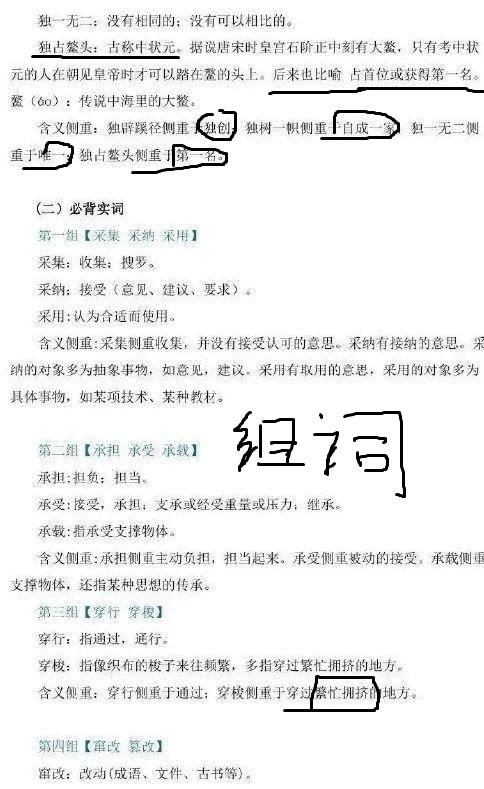 独一无二：没有相同的；没有可以相比的。
独占鳌头：古称中状元。据说唐宋时皇宫石阶正中刻有大鳌，只有考中状
元的人在朝见皇帝时才可以踏在鳌的头上。后来也比喻 占首位或获得第一名。
鳌（áo）：传说中海里的大鳖。
含义侧重：独辟蹊径侧重于独创；独树一帜侧重于自成一家；独一无二侧
重于唯一；独占鳌头侧重于第一名。
（二）必背实词
第一组【采集 采纳 采用】
采集：收集；搜罗。
采纳：接受（意见、建议、要求）。
采用:认为合适而使用。
含义侧重:采集侧重收集，并没有接受认可的意思。采纳有接纳的意思。采
纳的对象多为抽象事物，如意见，建议。采用有取用的意思，采用的对象多为
具体事物，如某项技术、某种教材。
组词
第二组【承担 承受 承载】
承担:担负；担当。
承受:接受，承担；支承或经受重量或压力；继承。
承载:指承受支撑物体。
含义侧重:承担侧重主动负担，担当起来。承受侧重被动的接受。承载侧重
支撑物体，还指某种思想的传承。
第三组【穿行 穿梭】
穿行：指通过，通行。
穿梭：指像织布的梭子来往频繁，多指穿过繁忙拥挤的地方。
含义侧重：穿行侧重于通过；穿梭侧重于穿过繁忙拥挤的地方。
第四组【窜改 篡改】
窜改：改动(成语、文件、古书等)。